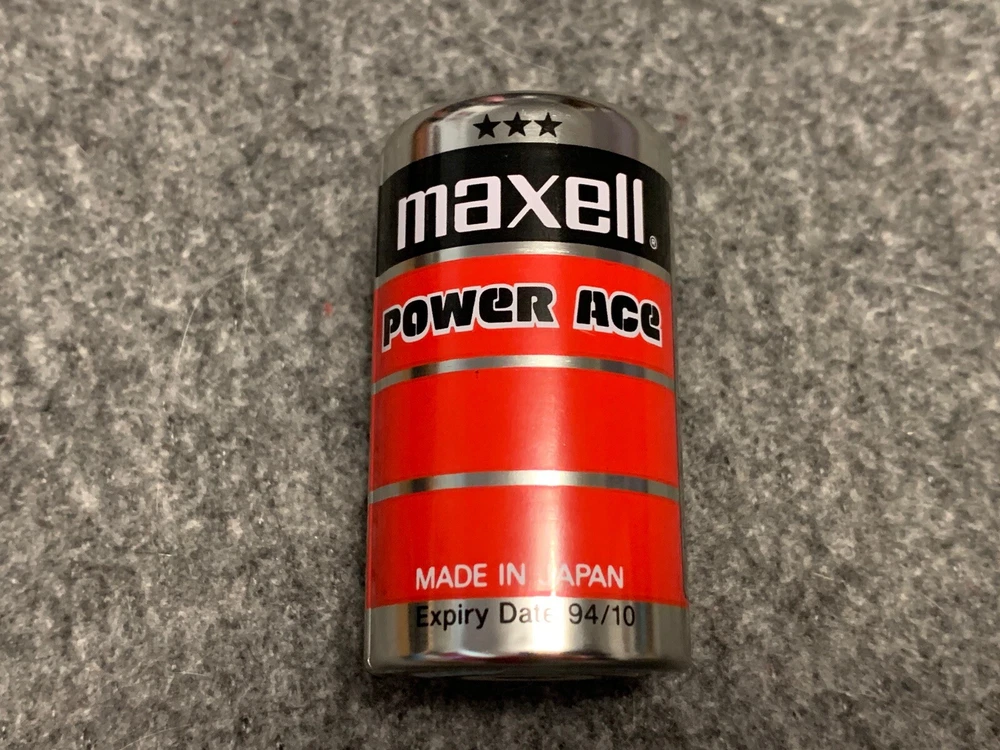 ★★★
maxell®
POWER ACE
MADE IN JAPAN
Expiry Date 94/10